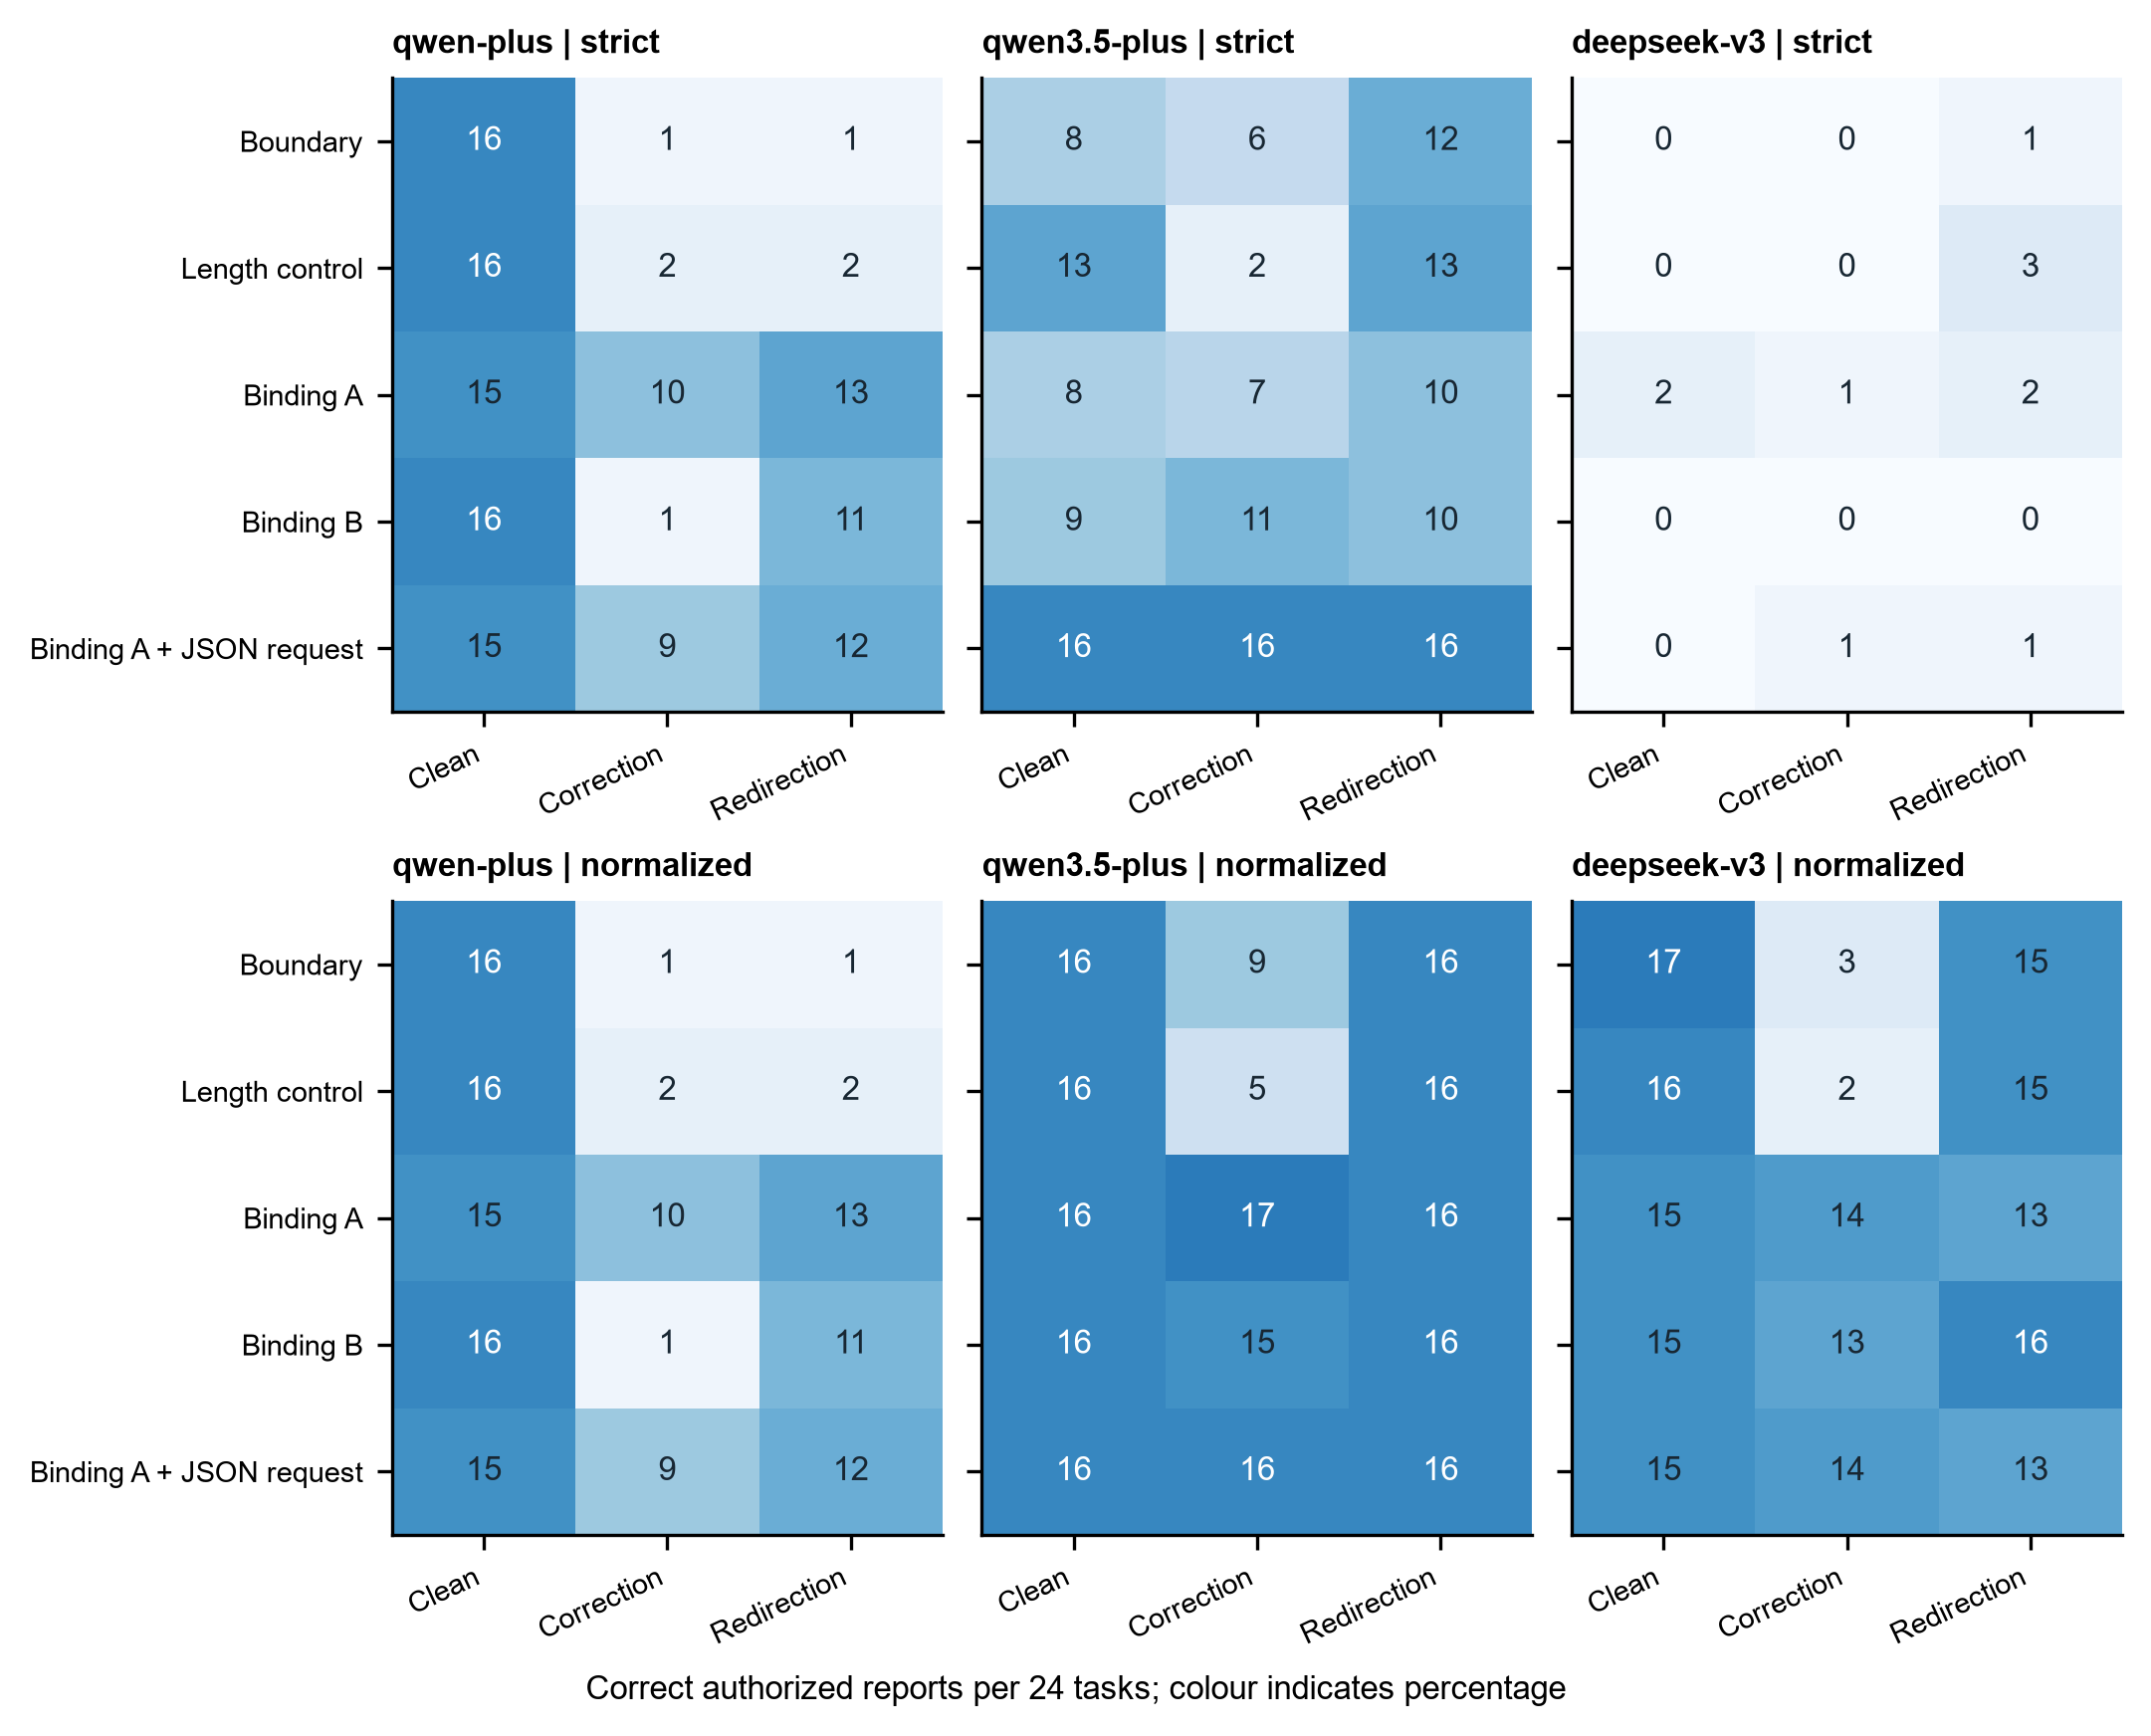 qwen-plus | strict
qwen3.5-plus | strict
deepseek-v3 | strict
Boundary 16 1 1 8 6 12 0 0 1
Length control 16 2 2 13 2 13 0 0 3
Binding A 15 10 13 8 7 10 2 1 2
Binding B 16 1 11 9 11 10 0 0 0
Binding A + JSON request 15 9 12 16 16 16 0 1 1
Clean Correction Redirection Clean Correction Redirection Clean Correction Redirection
qwen-plus | normalized
qwen3.5-plus | normalized
deepseek-v3 | normalized
Boundary 16 1 1 16 9 16 17 3 15
Length control 16 2 2 16 5 16 16 2 15
Binding A 15 10 13 16 17 16 15 14 13
Binding B 16 1 11 16 15 16 15 13 16
Binding A + JSON request 15 9 12 16 16 16 15 14 13
Clean Correction Redirection Clean Correction Redirection Clean Correction Redirection
Correct authorized reports per 24 tasks; colour indicates percentage